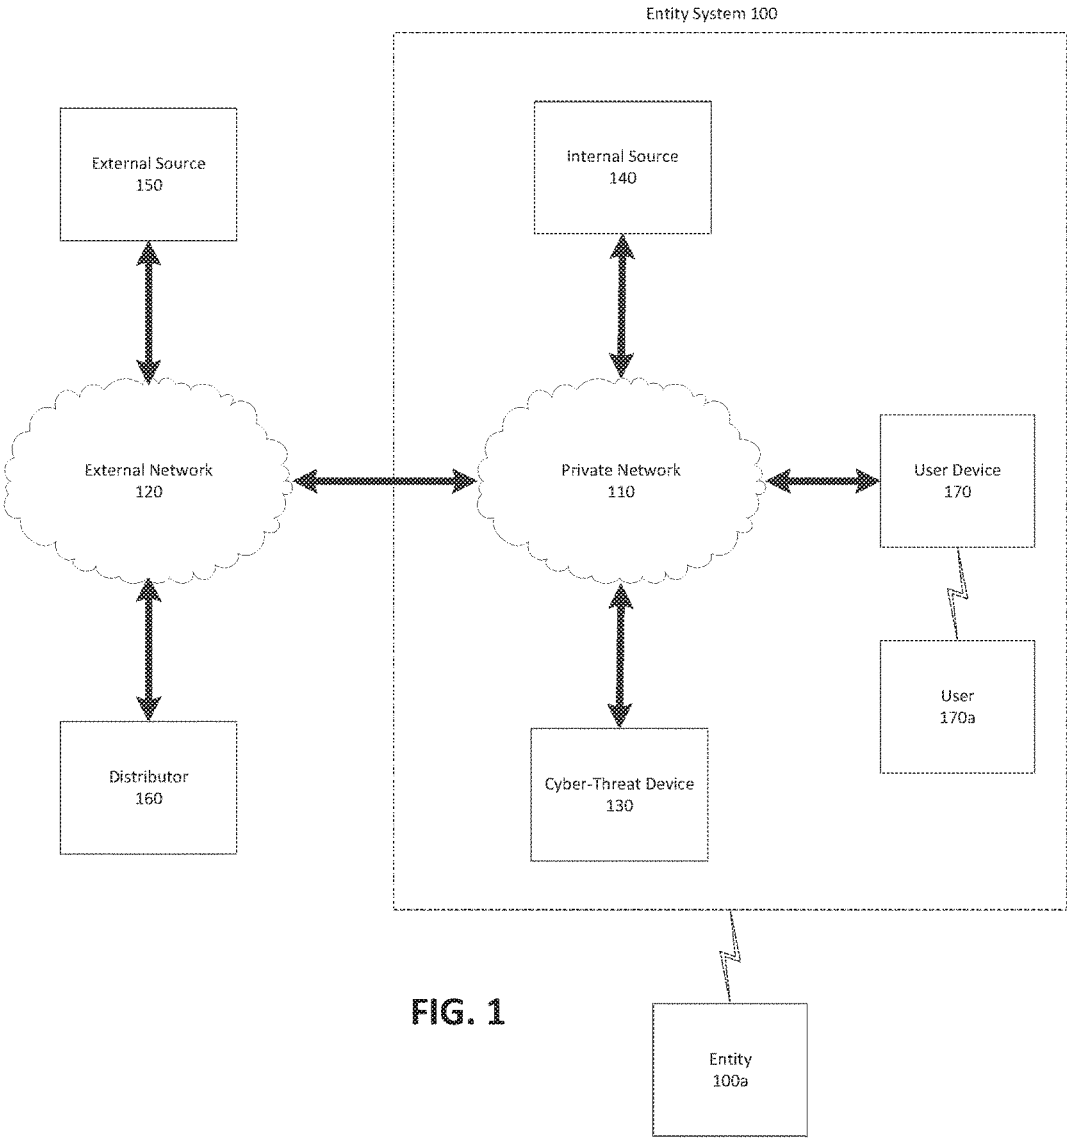 Entity System 100
External Source
150
Internal Source
140
External Network
120
Private Network
110
User Device
170
User
170a
Distributor
160
Cyber-Threat Device
130
FIG. 1
Entity
100a